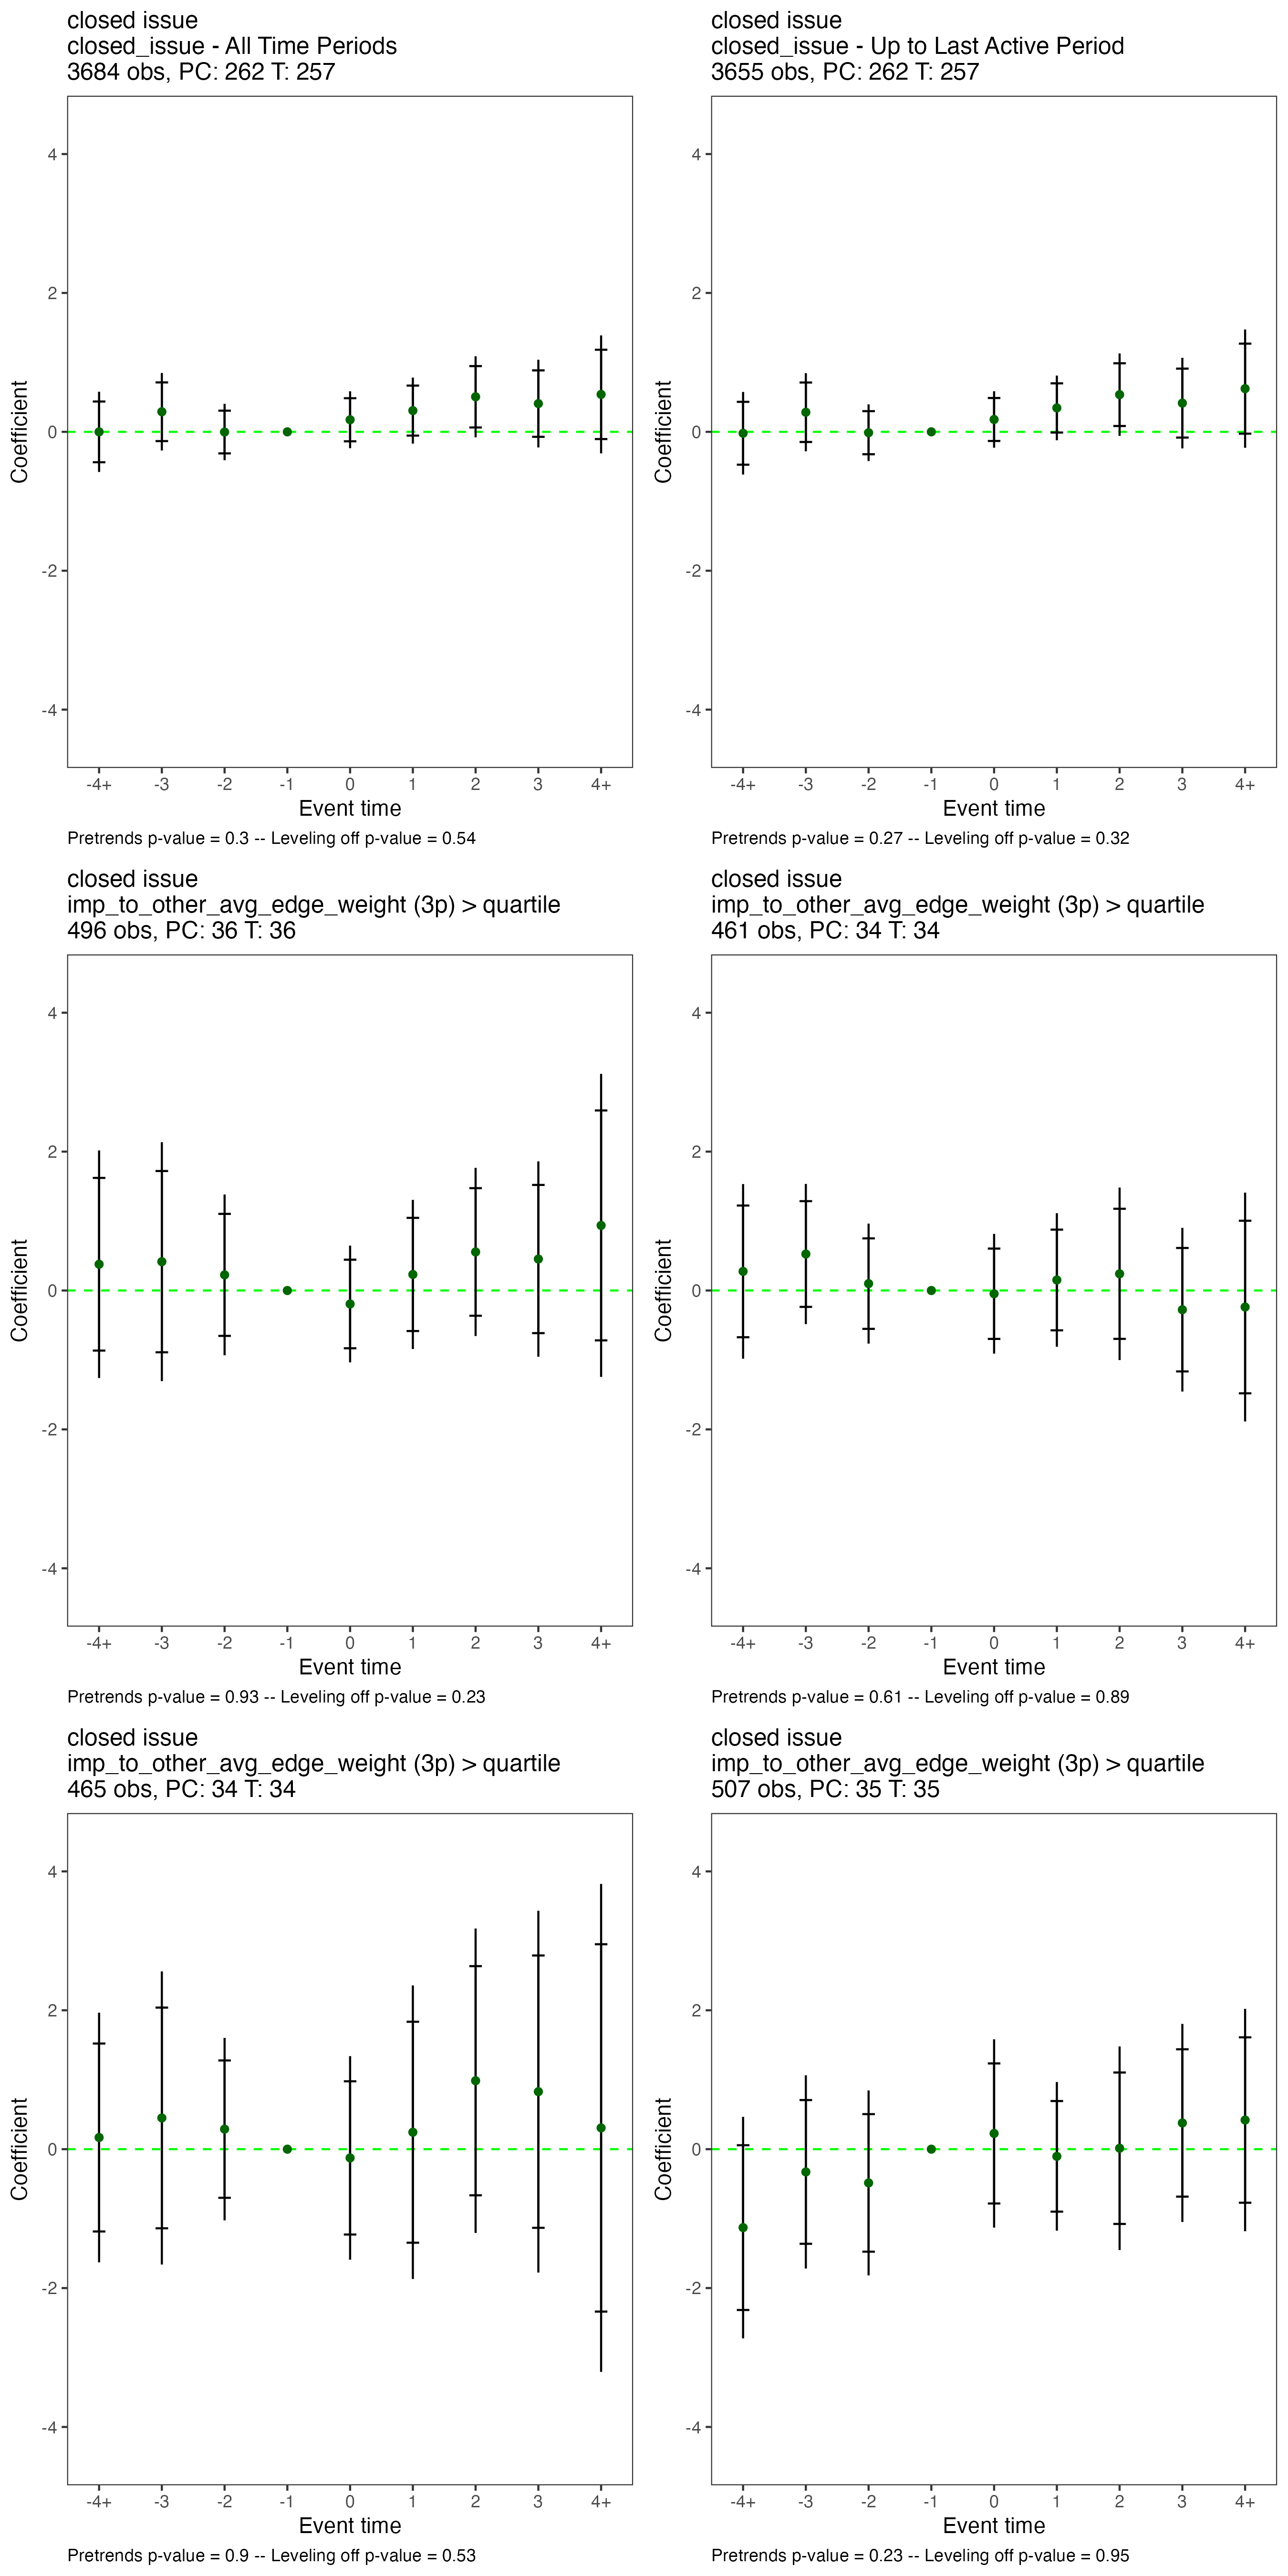 closed issue
closed_issue - All Time Periods
3684 obs, PC: 262 T: 257
Coefficient
4
2
0
-2
-4
-4+ -3 -2 -1 0 1 2 3 4+
Event time
Pretrends p-value = 0.3 -- Leveling off p-value = 0.54
closed issue
closed_issue - Up to Last Active Period
3655 obs, PC: 262 T: 257
Coefficient
4
2
0
-2
-4
-4+ -3 -2 -1 0 1 2 3 4+
Event time
Pretrends p-value = 0.27 -- Leveling off p-value = 0.32
closed issue
imp_to_other_avg_edge_weight (3p) > quartile
496 obs, PC: 36 T: 36
Coefficient
4
2
0
-2
-4
-4+ -3 -2 -1 0 1 2 3 4+
Event time
Pretrends p-value = 0.93 -- Leveling off p-value = 0.23
closed issue
imp_to_other_avg_edge_weight (3p) > quartile
461 obs, PC: 34 T: 34
Coefficient
4
2
0
-2
-4
-4+ -3 -2 -1 0 1 2 3 4+
Event time
Pretrends p-value = 0.61 -- Leveling off p-value = 0.89
closed issue
imp_to_other_avg_edge_weight (3p) > quartile
465 obs, PC: 34 T: 34
Coefficient
4
2
0
-2
-4
-4+ -3 -2 -1 0 1 2 3 4+
Event time
Pretrends p-value = 0.9 -- Leveling off p-value = 0.53
closed issue
imp_to_other_avg_edge_weight (3p) > quartile
507 obs, PC: 35 T: 35
Coefficient
4
2
0
-2
-4
-4+ -3 -2 -1 0 1 2 3 4+
Event time
Pretrends p-value = 0.23 -- Leveling off p-value = 0.95